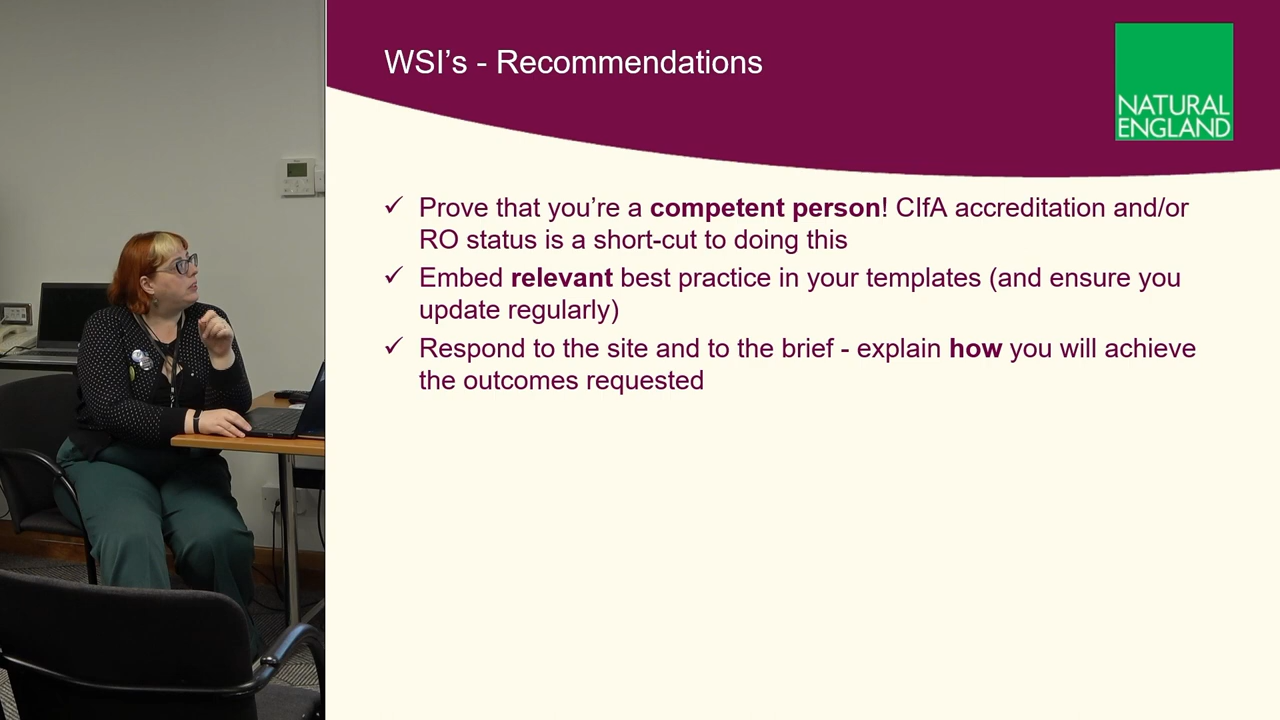 WSI's - Recommendations
NATURAL
ENGLAND
✓ Prove that you're a competent person! CIfA accreditation and/or
RO status is a short-cut to doing this
✓ Embed relevant best practice in your templates (and ensure you
update regularly)
✓ Respond to the site and to the brief - explain how you will achieve
the outcomes requested